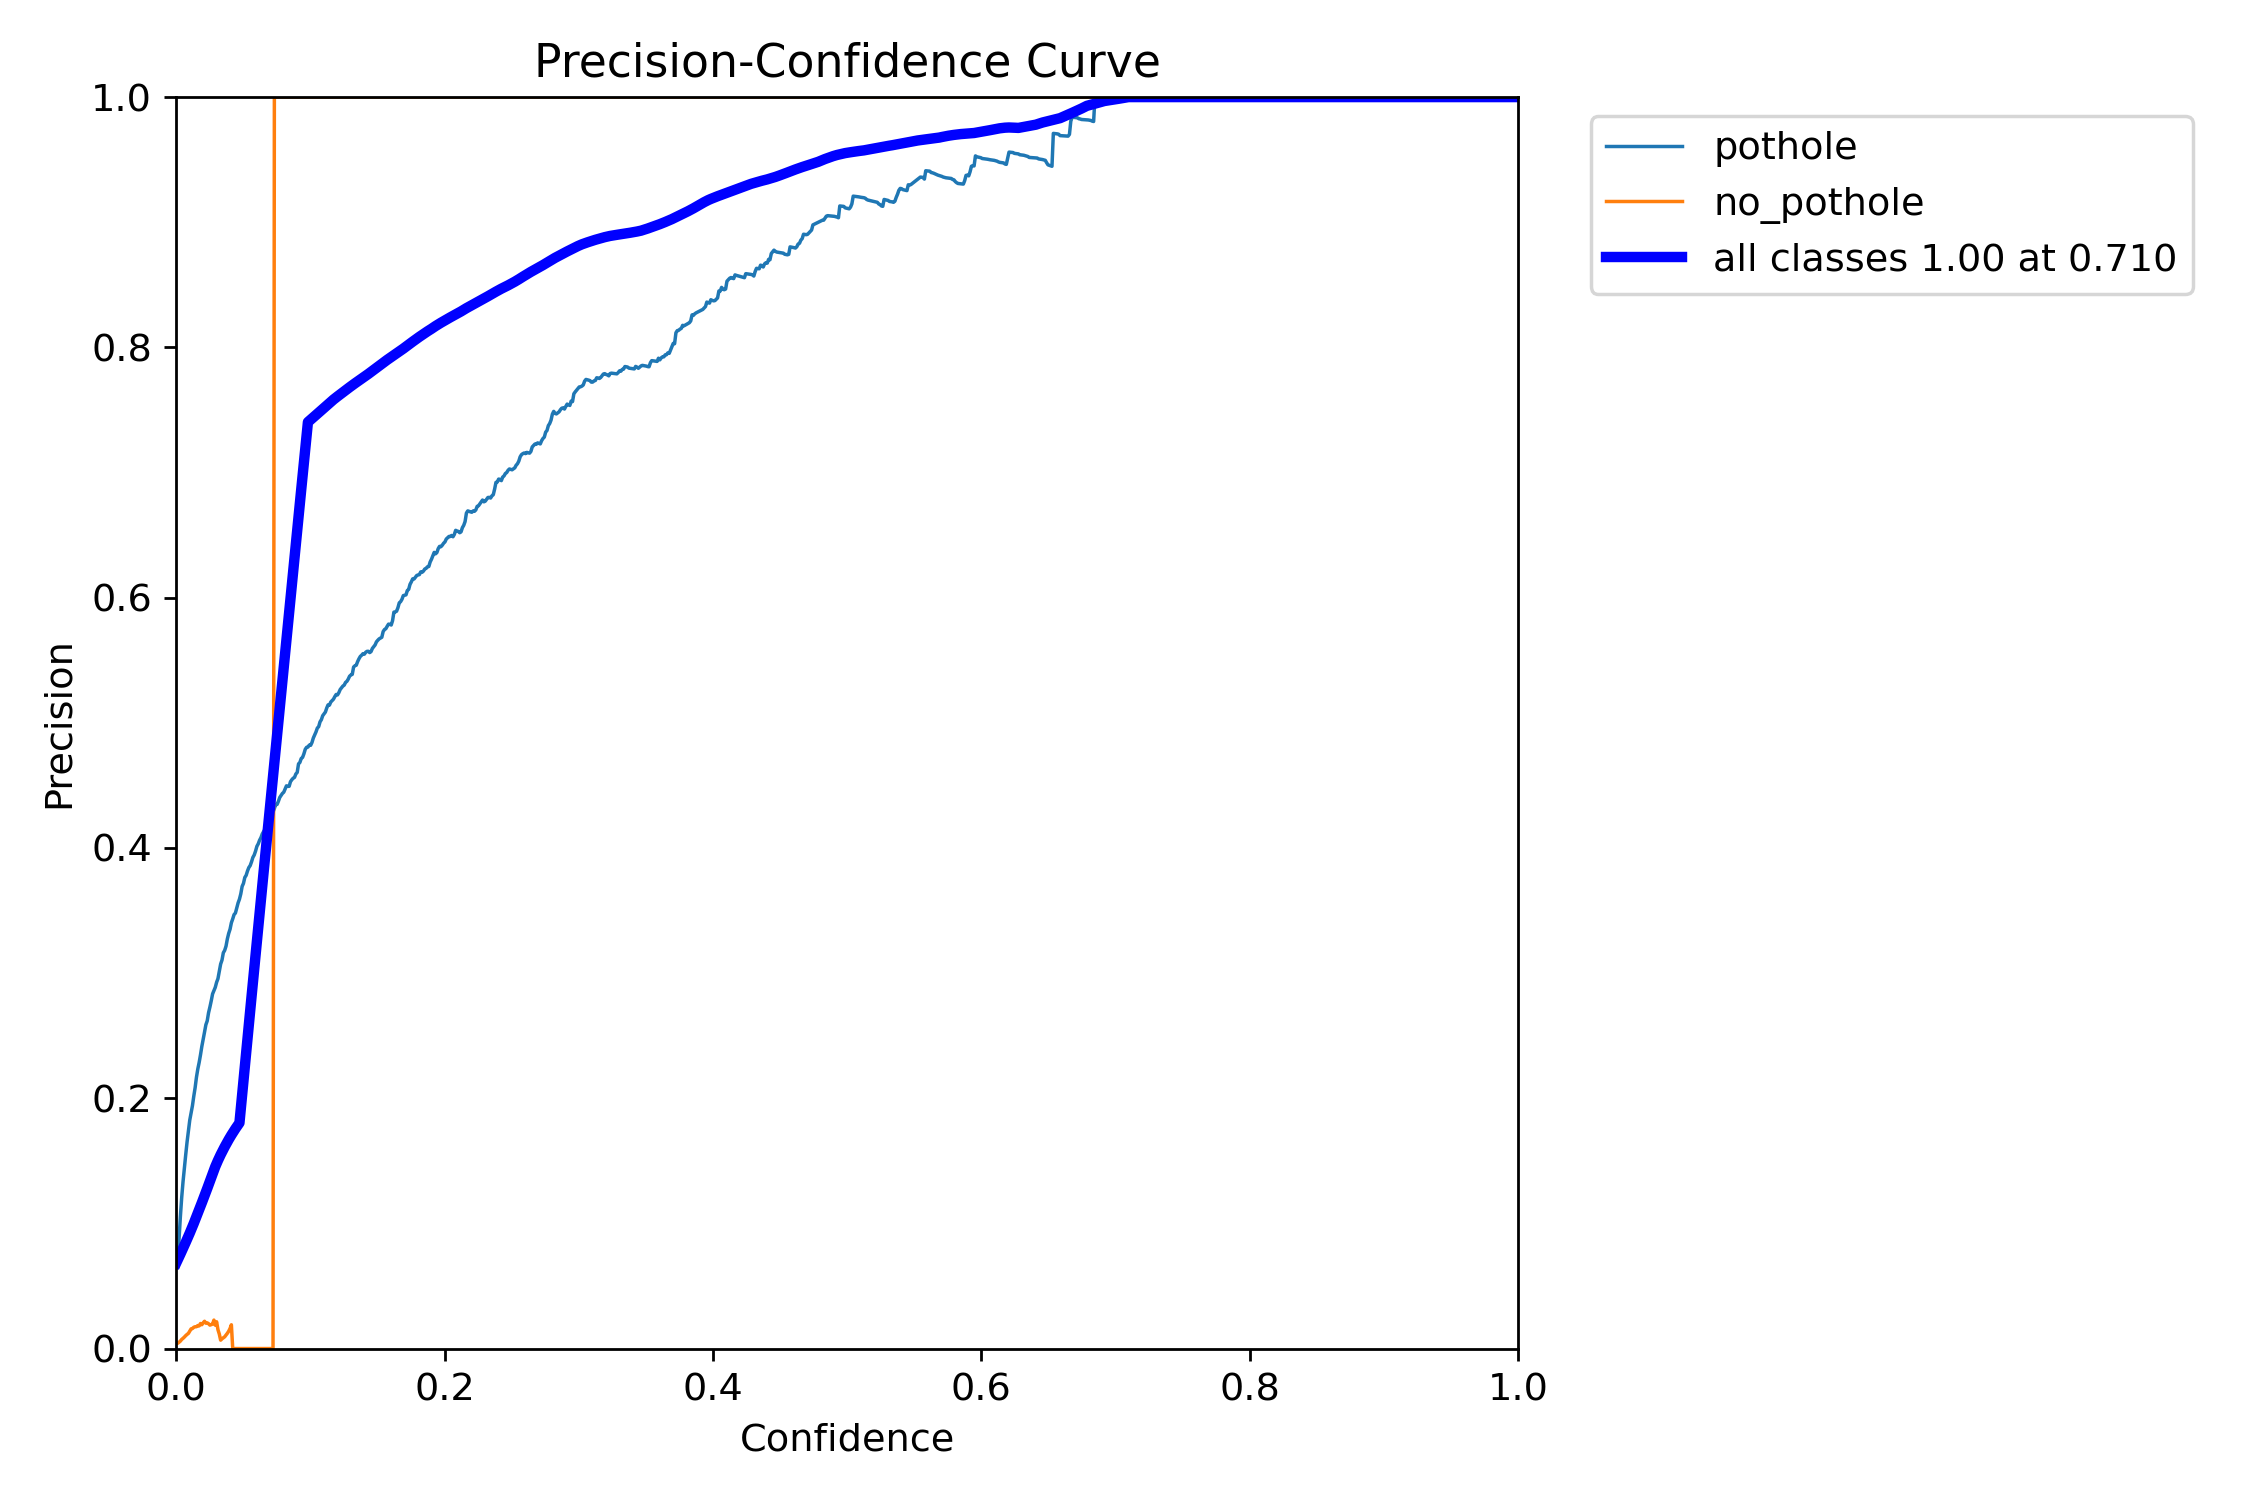 Precision-Confidence Curve
1.0
0.8
0.6
0.4
0.2
0.0
Precision
0.0 0.2 0.4 0.6 0.8 1.0
Confidence
pothole
no_pothole
all classes 1.00 at 0.710